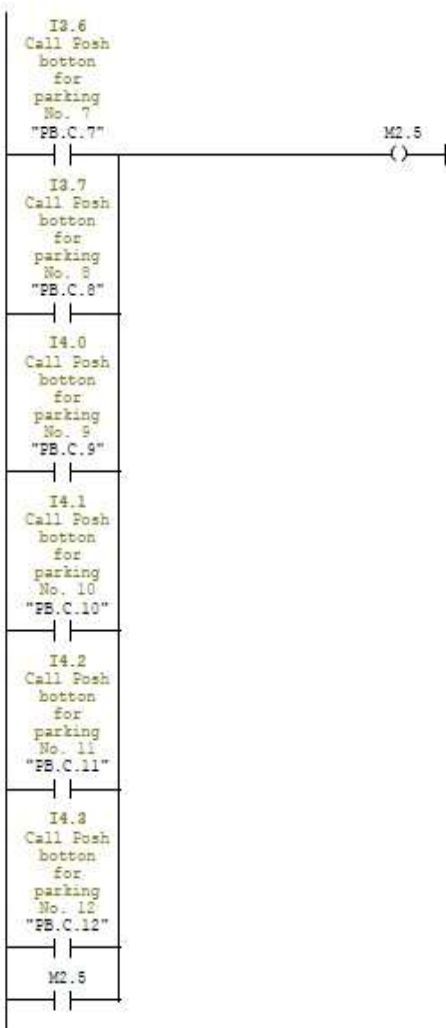 I3.6
Call Posh
botton
for
parking
No. 7
"PB.C.7"
M2.5
I3.7
Call Posh
botton
for
parking
No. 8
"PB.C.8"
I4.0
Call Posh
botton
for
parking
No. 9
"PB.C.9"
I4.1
Call Posh
botton
for
parking
No. 10
"PB.C.10"
I4.2
Call Posh
botton
for
parking
No. 11
"PB.C.11"
I4.3
Call Posh
botton
for
parking
No. 12
"PB.C.12"
M2.5